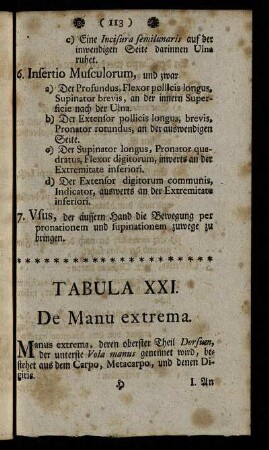 ( 113 )
c) Eine Incisura semilunaris auf der
inwendigen Seite darinnen Ulna
ruhet.
6. Insertio Musculorum, und zwar
a) Der Profundus, Flexor pollicis longus,
Supinator brevis, an der innern Super-
ficie nach der Ulna.
b) Der Extensor pollicis longus, brevis,
Pronator rotundus, an der auswendigen
Seite.
c) Der Supinator longus, Pronator qua-
dratus, Flexor digitorum, inverts an der
Extremitate inferiori.
d) Der Extensor digitorum communis,
Indicator, auswerts an der Extremitate
inferiori.
7. Vsus, der äussern Hand die Bewegung per
pronationem und supinationem zuwege zu
bringen.
TABULA XXI.
De Manu extrema.
Manus extrema, deren oberster Theil Dorsum,
der unterste Vola manus genennet wird, be-
stehet aus dem Carpo, Metacarpo, und denen Di-
gitis.
H I. An